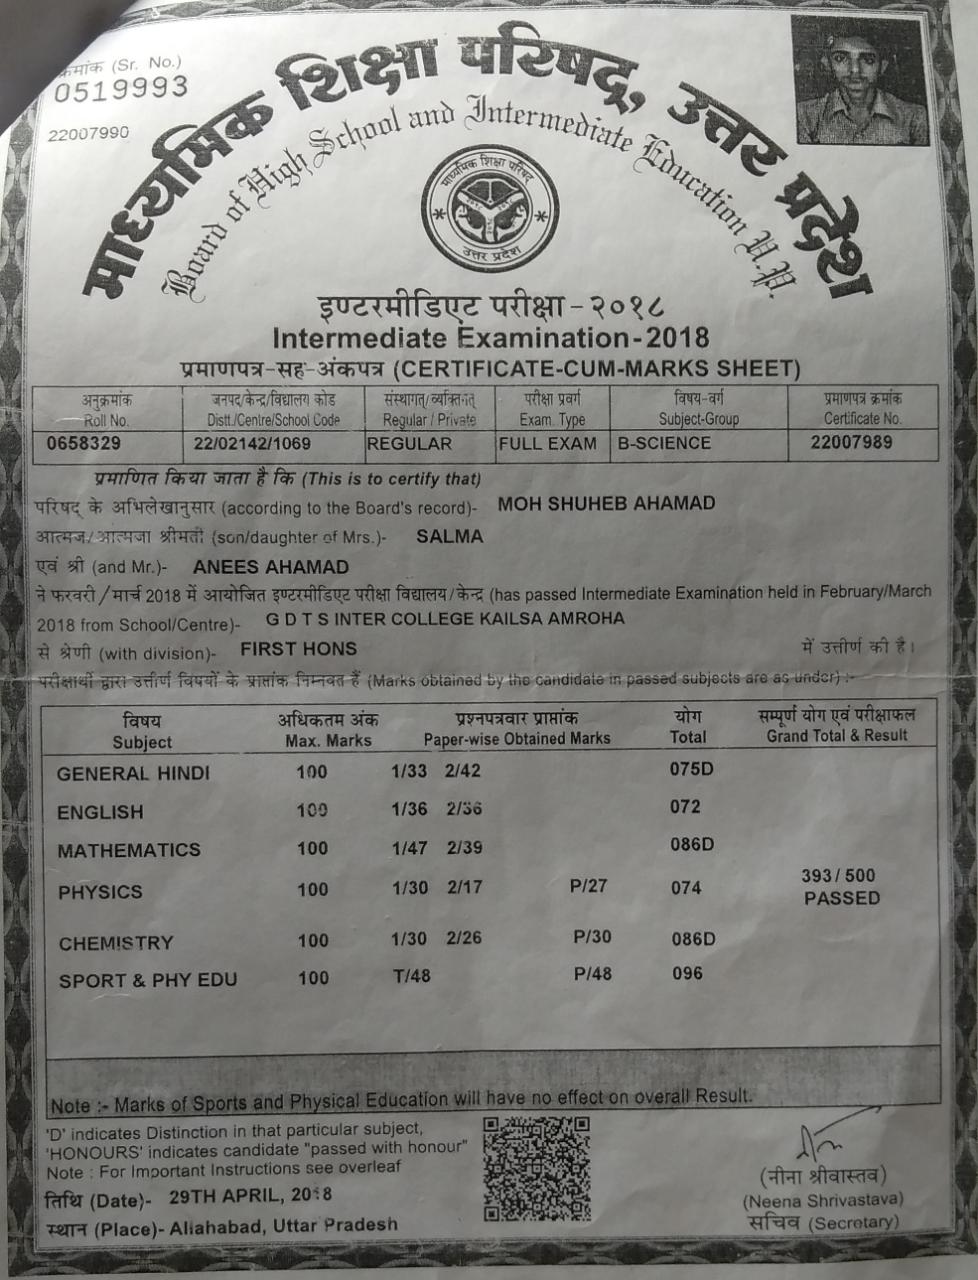 क्रमांक (Sr. No.)
0519993
22007990
माध्यमिक शिक्षा परिषद्, उत्तर प्रदेश
Board of High School and Intermediate Education U.P.
माध्यमिक शिक्षा परिषद
उत्तर प्रदेश
इण्टरमीडिएट परीक्षा-२०१८
Intermediate Examination-2018
प्रमाणपत्र-सह-अंकपत्र (CERTIFICATE-CUM-MARKS SHEET)
अनुक्रमांक जनपद/केन्द्र/विद्यालय कोड संस्थागत/व्यक्तिगत परीक्षा प्रवर्ग विषय-वर्ग प्रमाणपत्र क्रमांक
Roll No. Distt./Centre/School Code Regular / Private Exam. Type Subject-Group Certificate No.
0658329 22/02142/1069 REGULAR FULL EXAM B-SCIENCE 22007989
प्रमाणित किया जाता है कि (This is to certify that)
परिषद् के अभिलेखानुसार (according to the Board's record)- MOH SHUHEB AHAMAD
आत्मज/आत्मजा श्रीमती (son/daughter of Mrs.)- SALMA
एवं श्री (and Mr.)- ANEES AHAMAD
ने फरवरी/मार्च 2018 में आयोजित इण्टरमीडिएट परीक्षा विद्यालय/केन्द्र (has passed Intermediate Examination held in February/March
2018 from School/Centre)- G D T S INTER COLLEGE KAILSA AMROHA
से श्रेणी (with division)- FIRST HONS में उत्तीर्ण की है।
परीक्षार्थी द्वारा उत्तीर्ण विषयों के प्राप्तांक निम्नवत हैं (Marks obtained by the candidate in passed subjects are as under) :-
विषय अधिकतम अंक प्रश्नपत्रवार प्राप्तांक योग सम्पूर्ण योग एवं परीक्षाफल
Subject Max. Marks Paper-wise Obtained Marks Total Grand Total & Result
GENERAL HINDI 100 1/33 2/42 075D
ENGLISH 100 1/36 2/36 072
MATHEMATICS 100 1/47 2/39 086D
PHYSICS 100 1/30 2/17 P/27 074 393/500
PASSED
CHEMISTRY 100 1/30 2/26 P/30 086D
SPORT & PHY EDU 100 T/48 P/48 096
Note :- Marks of Sports and Physical Education will have no effect on overall Result.
'D' indicates Distinction in that particular subject,
'HONOURS' indicates candidate "passed with honour"
Note : For Important Instructions see overleaf
तिथि (Date)- 29TH APRIL, 2018
स्थान (Place)- Allahabad, Uttar Pradesh
(नीना श्रीवास्तव)
(Neena Shrivastava)
सचिव (Secretary)